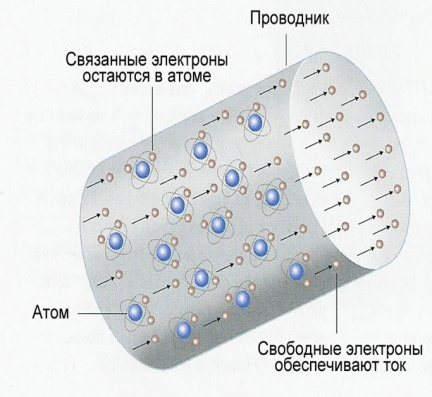 Проводник
Связанные электроны
остаются в атоме
Атом
Свободные электроны
обеспечивают ток